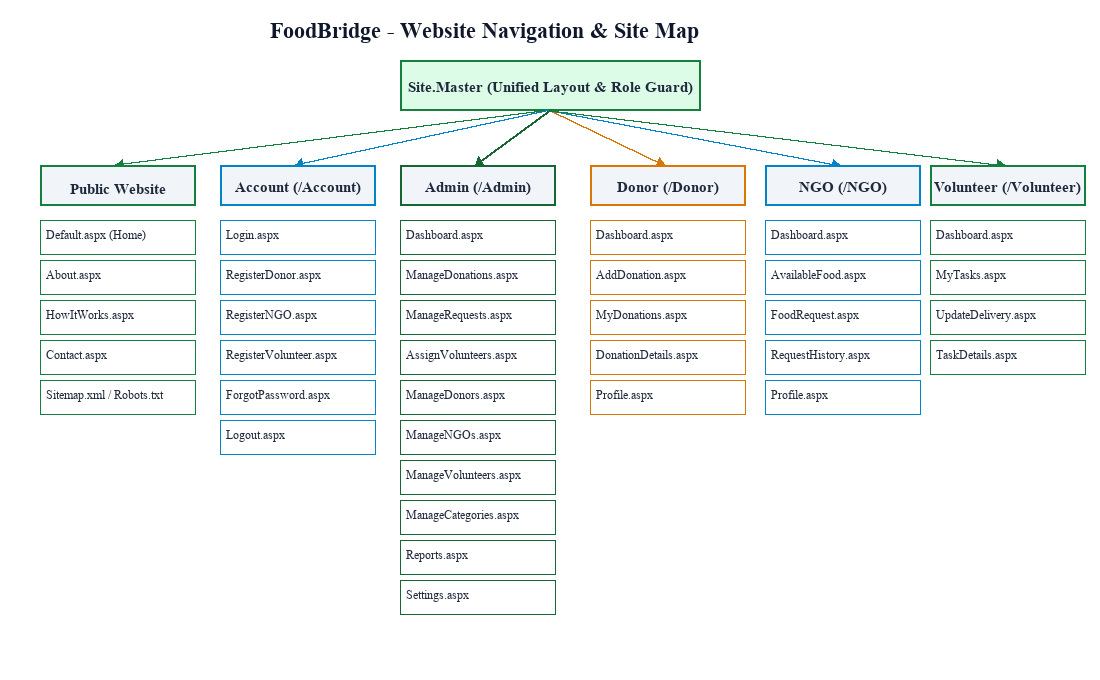 FoodBridge - Website Navigation & Site Map
Site.Master (Unified Layout & Role Guard)
Public Website
Default.aspx (Home)
About.aspx
HowItWorks.aspx
Contact.aspx
Sitemap.xml / Robots.txt
Account (/Account)
Login.aspx
RegisterDonor.aspx
RegisterNGO.aspx
RegisterVolunteer.aspx
ForgotPassword.aspx
Logout.aspx
Admin (/Admin)
Dashboard.aspx
ManageDonations.aspx
ManageRequests.aspx
AssignVolunteers.aspx
ManageDonors.aspx
ManageNGOs.aspx
ManageVolunteers.aspx
ManageCategories.aspx
Reports.aspx
Settings.aspx
Donor (/Donor)
Dashboard.aspx
AddDonation.aspx
MyDonations.aspx
DonationDetails.aspx
Profile.aspx
NGO (/NGO)
Dashboard.aspx
AvailableFood.aspx
FoodRequest.aspx
RequestHistory.aspx
Profile.aspx
Volunteer (/Volunteer)
Dashboard.aspx
MyTasks.aspx
UpdateDelivery.aspx
TaskDetails.aspx